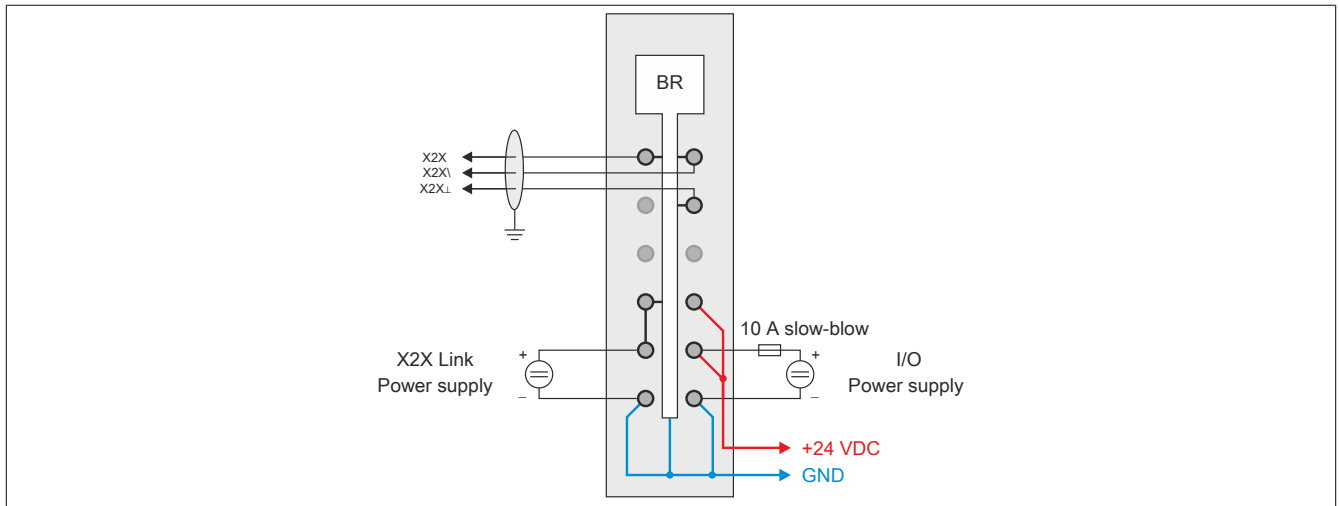 BR
X2X
X2X\
X2X⊥
10 A slow-blow
X2X Link
Power supply
+
−
+
−
I/O
Power supply
+24 VDC
GND